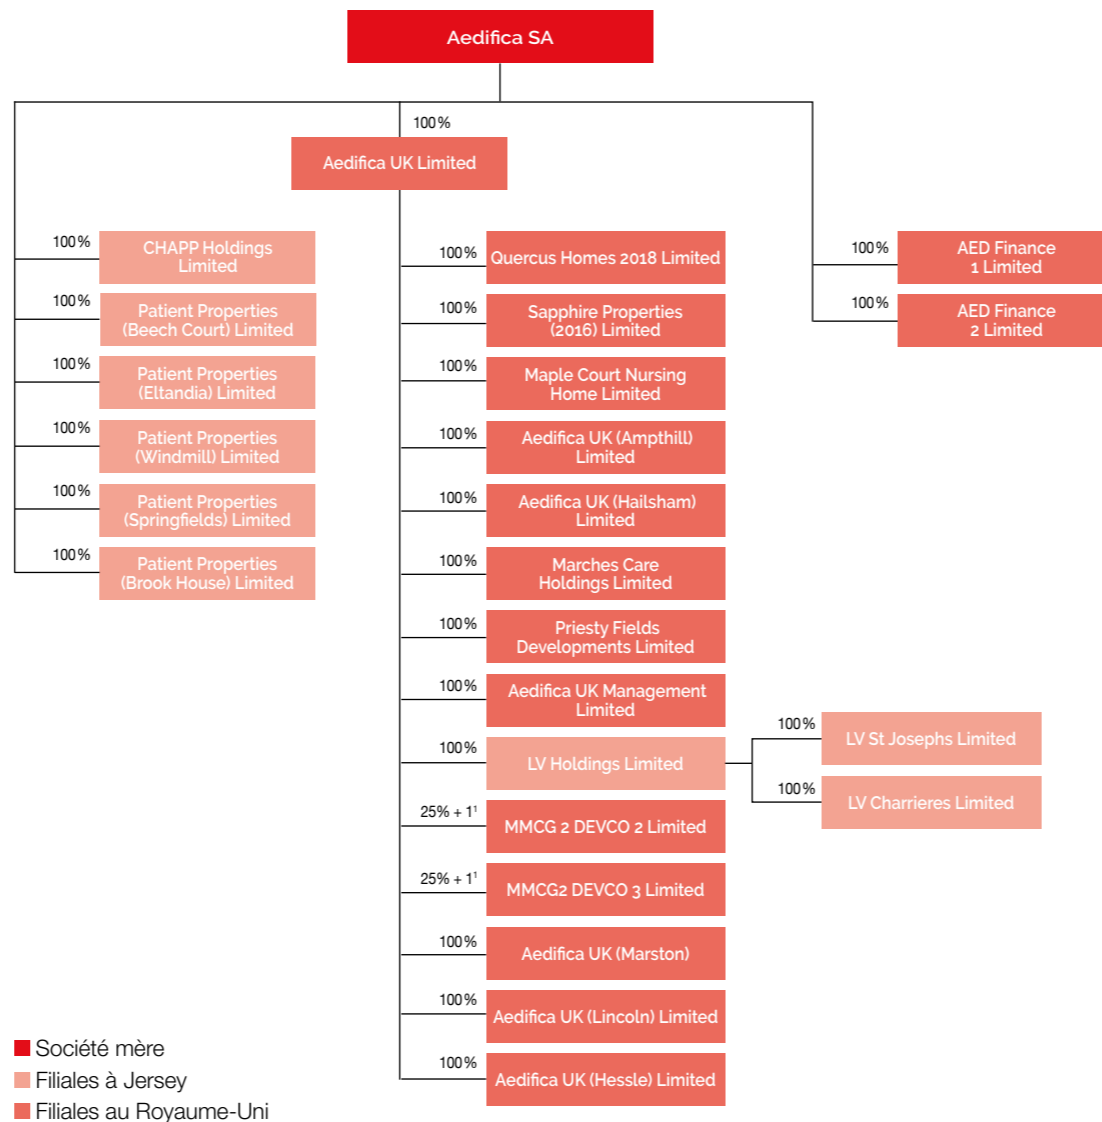 Aedifica SA
100%
Aedifica UK Limited
100%
CHAPP Holdings
Limited
100%
Patient Properties
(Beech Court) Limited
100%
Patient Properties
(Eltandia) Limited
100%
Patient Properties
(Windmill) Limited
100%
Patient Properties
(Springfields) Limited
100%
Patient Properties
(Brook House) Limited
100%
Quercus Homes 2018 Limited
100%
Sapphire Properties
(2016) Limited
100%
Maple Court Nursing
Home Limited
100%
Aedifica UK (Ampthill)
Limited
100%
Aedifica UK (Hailsham)
Limited
100%
Marches Care
Holdings Limited
100%
Priesty Fields
Developments Limited
100%
Aedifica UK Management
Limited
100%
LV Holdings Limited
100%
LV St Josephs Limited
100%
LV Charrieres Limited
25% + 1¹
MMCG 2 DEVCO 2 Limited
25% + 1¹
MMCG2 DEVCO 3 Limited
100%
Aedifica UK (Marston)
100%
Aedifica UK (Lincoln) Limited
100%
Aedifica UK (Hessle) Limited
100%
AED Finance
1 Limited
100%
AED Finance
2 Limited
Société mère
Filiales à Jersey
Filiales au Royaume-Uni